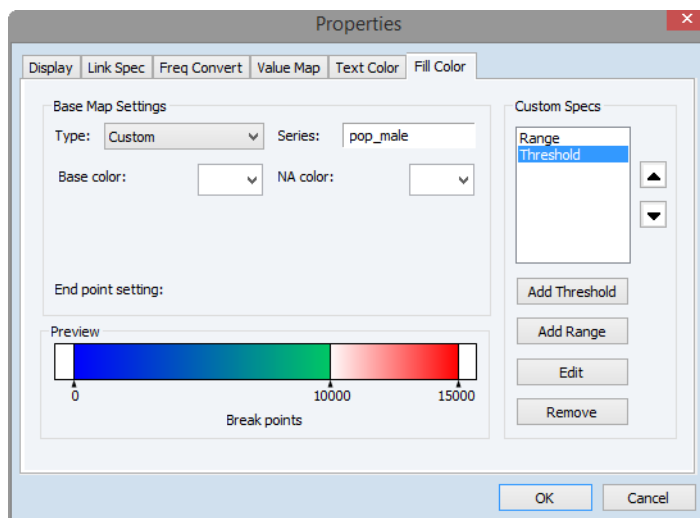 Properties
Display Link Spec Freq Convert Value Map Text Color Fill Color
Base Map Settings
Type: Custom Series: pop_male
Base color: NA color:
End point setting:
Preview
0 10000 15000
Break points
Custom Specs
Range
Threshold
Add Threshold
Add Range
Edit
Remove
OK Cancel